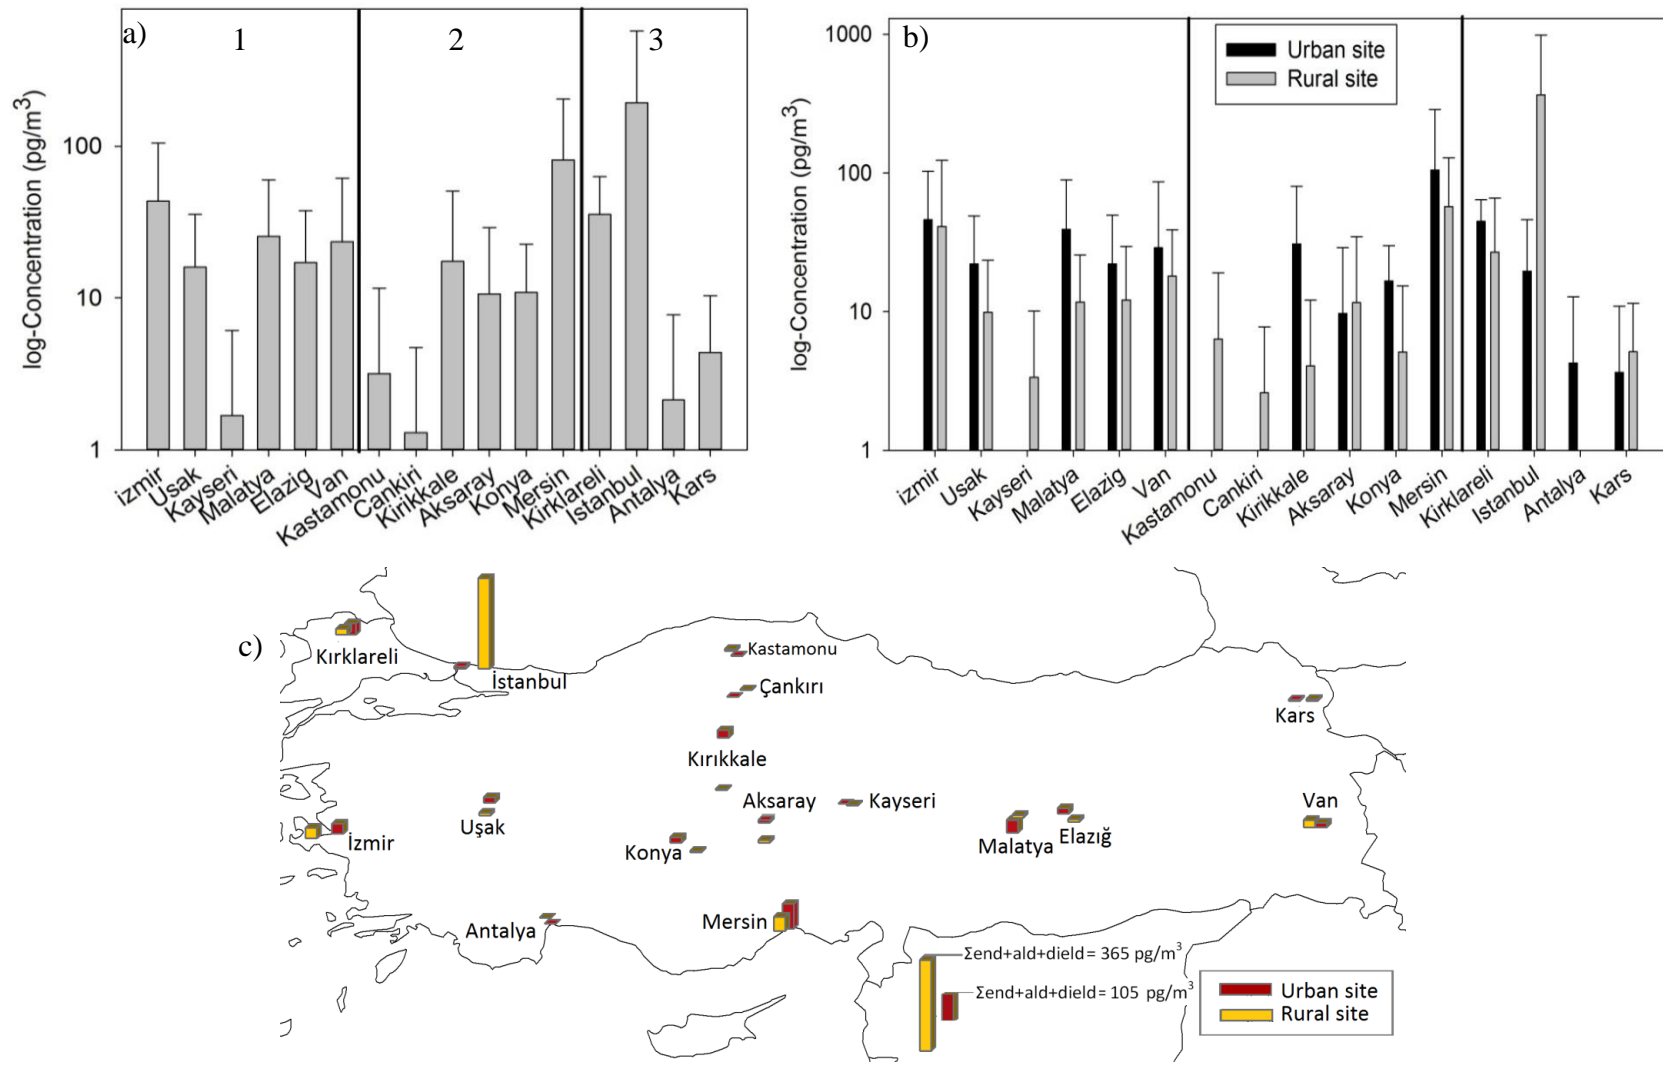 a)
1
2
3
log-Concentration (pg/m³)
100
10
1
izmir
Usak
Kayseri
Malatya
Elazig
Van
Kastamonu
Cankiri
Kirikkale
Aksaray
Konya
Mersin
Kirklareli
Istanbul
Antalya
Kars
b)
Urban site
Rural site
log-Concentration (pg/m³)
1000
100
10
1
izmir
Usak
Kayseri
Malatya
Elazig
Van
Kastamonu
Cankiri
Kirikkale
Aksaray
Konya
Mersin
Kirklareli
Istanbul
Antalya
Kars
c)
Kırklareli
İstanbul
Kastamonu
Çankırı
Kars
Kırıkkale
Aksaray
Kayseri
Van
Uşak
İzmir
Konya
Malatya
Elazığ
Antalya
Mersin
Σend+ald+dield= 365 pg/m³
Σend+ald+dield= 105 pg/m³
Urban site
Rural site